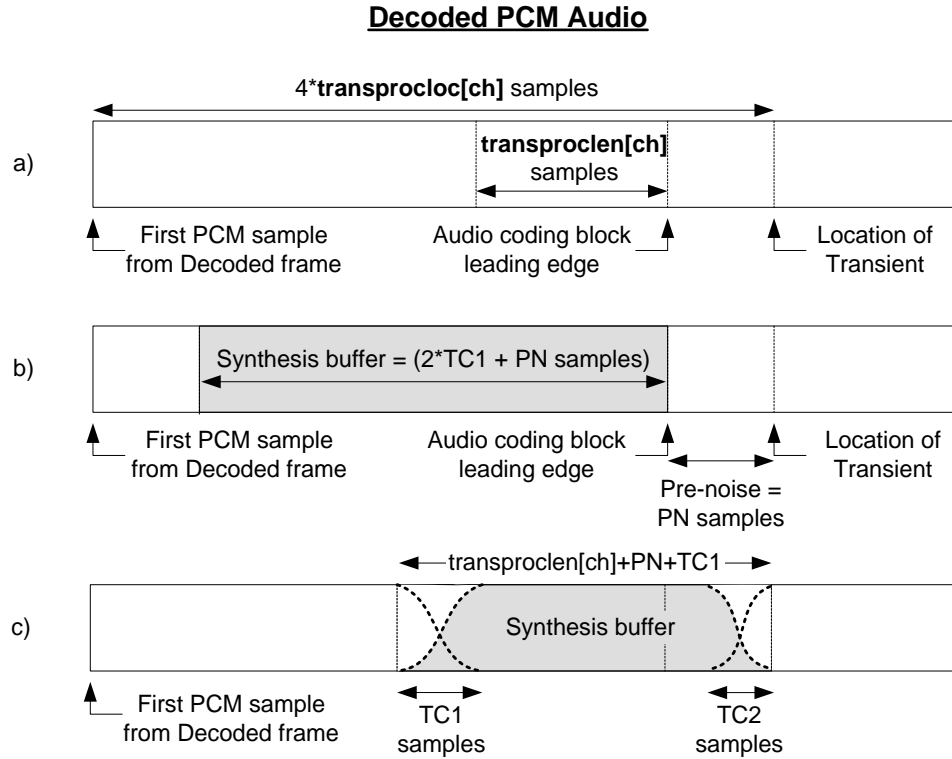 Decoded PCM Audio
4*transprocloc[ch] samples
a)
transproclen[ch]
samples
First PCM sample
from Decoded frame
Audio coding block
leading edge
Location of
Transient
b)
Synthesis buffer = (2*TC1 + PN samples)
First PCM sample
from Decoded frame
Audio coding block
leading edge
Location of
Transient
Pre-noise =
PN samples
transproclen[ch]+PN+TC1
c)
Synthesis buffer
First PCM sample
from Decoded frame
TC1
samples
TC2
samples